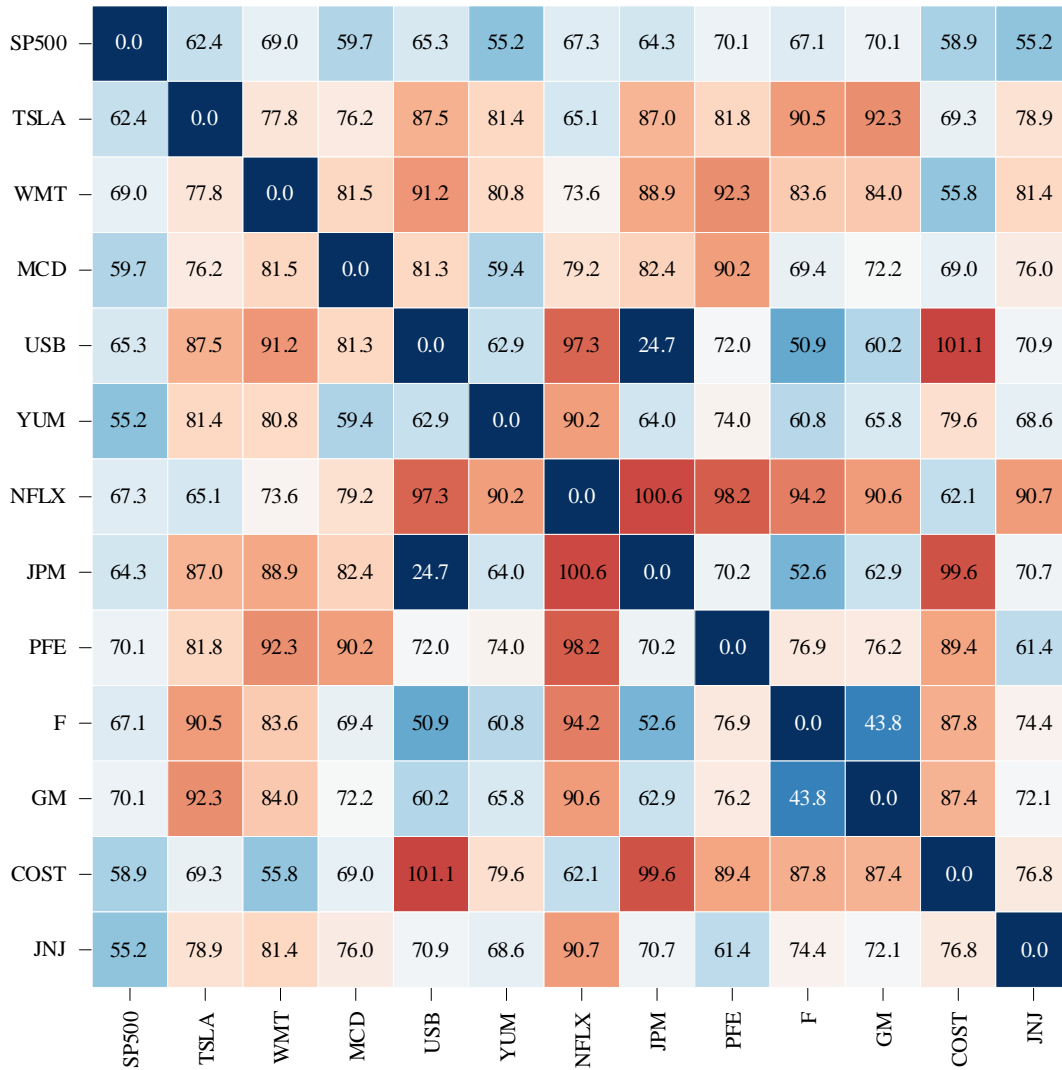 SP500 0.0 62.4 69.0 59.7 65.3 55.2 67.3 64.3 70.1 67.1 70.1 58.9 55.2
TSLA 62.4 0.0 77.8 76.2 87.5 81.4 65.1 87.0 81.8 90.5 92.3 69.3 78.9
WMT 69.0 77.8 0.0 81.5 91.2 80.8 73.6 88.9 92.3 83.6 84.0 55.8 81.4
MCD 59.7 76.2 81.5 0.0 81.3 59.4 79.2 82.4 90.2 69.4 72.2 69.0 76.0
USB 65.3 87.5 91.2 81.3 0.0 62.9 97.3 24.7 72.0 50.9 60.2 101.1 70.9
YUM 55.2 81.4 80.8 59.4 62.9 0.0 90.2 64.0 74.0 60.8 65.8 79.6 68.6
NFLX 67.3 65.1 73.6 79.2 97.3 90.2 0.0 100.6 98.2 94.2 90.6 62.1 90.7
JPM 64.3 87.0 88.9 82.4 24.7 64.0 100.6 0.0 70.2 52.6 62.9 99.6 70.7
PFE 70.1 81.8 92.3 90.2 72.0 74.0 98.2 70.2 0.0 76.9 76.2 89.4 61.4
F 67.1 90.5 83.6 69.4 50.9 60.8 94.2 52.6 76.9 0.0 43.8 87.8 74.4
GM 70.1 92.3 84.0 72.2 60.2 65.8 90.6 62.9 76.2 43.8 0.0 87.4 72.1
COST 58.9 69.3 55.8 69.0 101.1 79.6 62.1 99.6 89.4 87.8 87.4 0.0 76.8
JNJ 55.2 78.9 81.4 76.0 70.9 68.6 90.7 70.7 61.4 74.4 72.1 76.8 0.0
SP500 TSLA WMT MCD USB YUM NFLX JPM PFE F GM COST JNJ